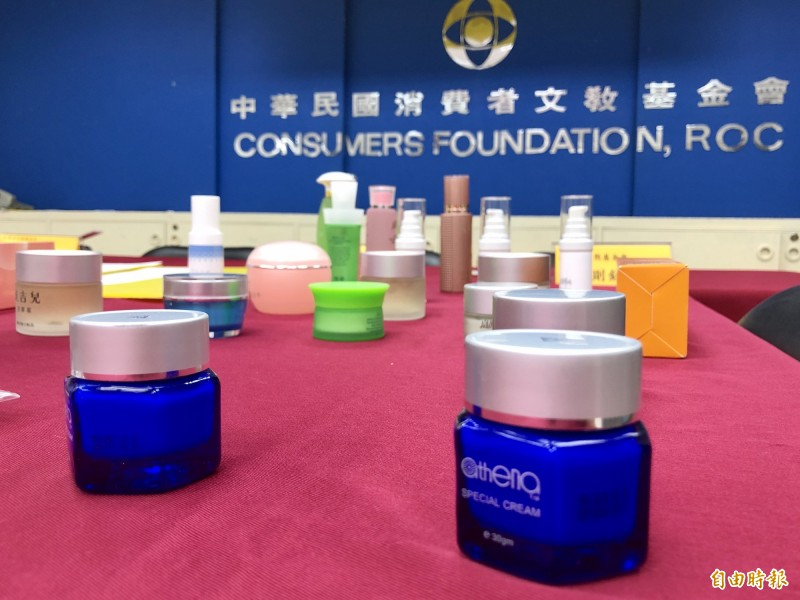 中華民國消費者文教基金會
CONSUMERS FOUNDATION, ROC
athena
SPECIAL CREAM
e 30gm
自由時報